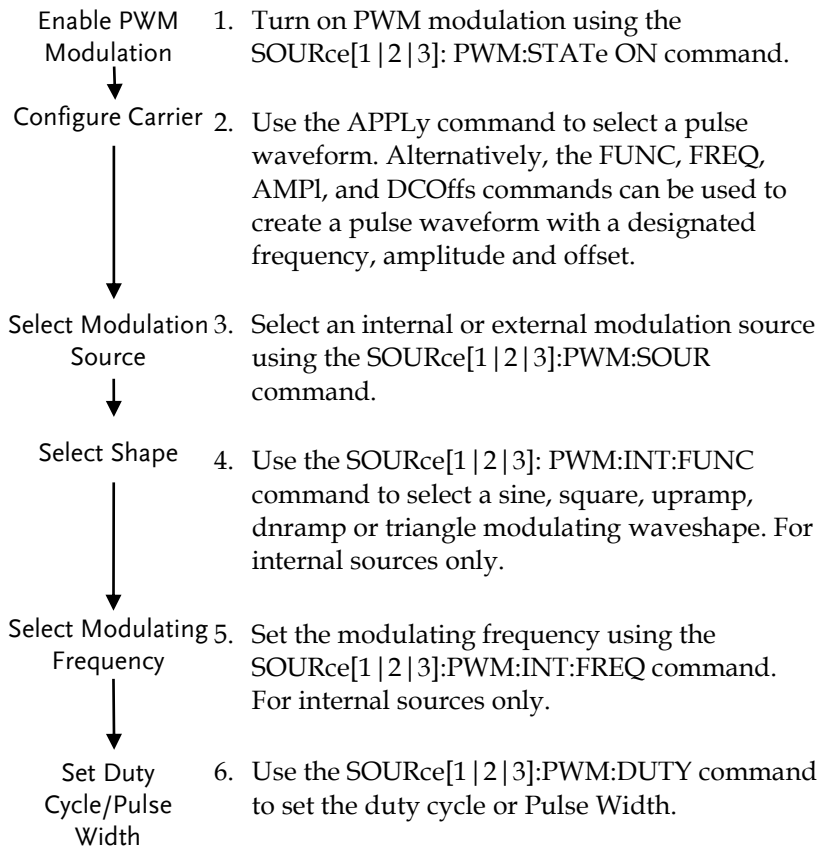 Enable PWM
Modulation
1. Turn on PWM modulation using the
SOURce[1|2|3]: PWM:STATe ON command.
Configure Carrier
2. Use the APPLy command to select a pulse
waveform. Alternatively, the FUNC, FREQ,
AMPl, and DCOffs commands can be used to
create a pulse waveform with a designated
frequency, amplitude and offset.
Select Modulation
Source
3. Select an internal or external modulation source
using the SOURce[1|2|3]:PWM:SOUR
command.
Select Shape
4. Use the SOURce[1|2|3]: PWM:INT:FUNC
command to select a sine, square, upramp,
dnramp or triangle modulating waveshape. For
internal sources only.
Select Modulating
Frequency
5. Set the modulating frequency using the
SOURce[1|2|3]:PWM:INT:FREQ command.
For internal sources only.
Set Duty
Cycle/Pulse
Width
6. Use the SOURce[1|2|3]:PWM:DUTY command
to set the duty cycle or Pulse Width.